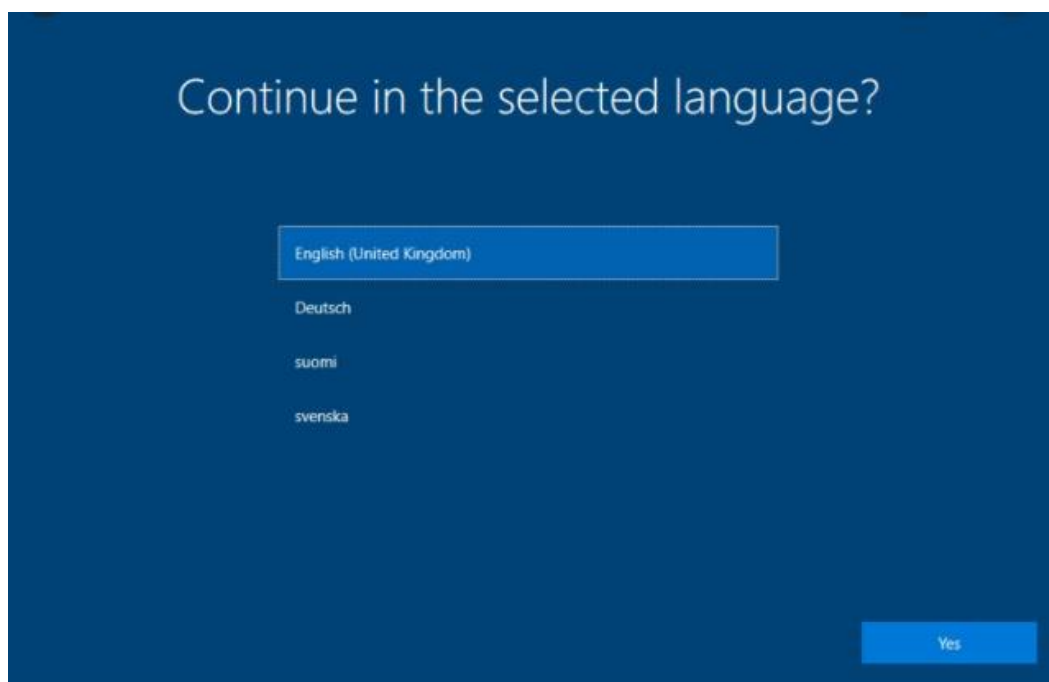 Continue in the selected language?
English (United Kingdom)
Deutsch
suomi
svenska
Yes